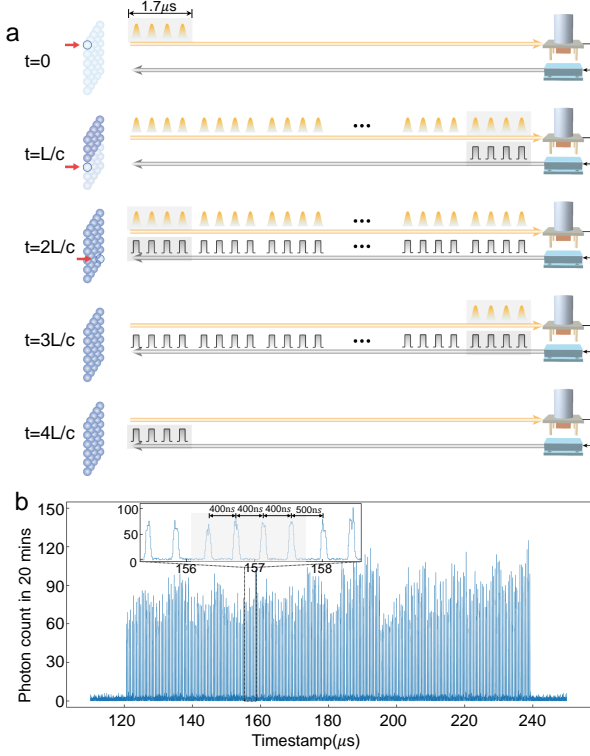 a
1.7μs
t=0
t=L/c
•••
t=2L/c
•••
t=3L/c
•••
t=4L/c
b
Photon count in 20 mins
150
120
90
60
30
0
100
50
0
400ns 400ns 400ns 500ns
156 157 158
120 140 160 180 200 220 240
Timestamp(μs)